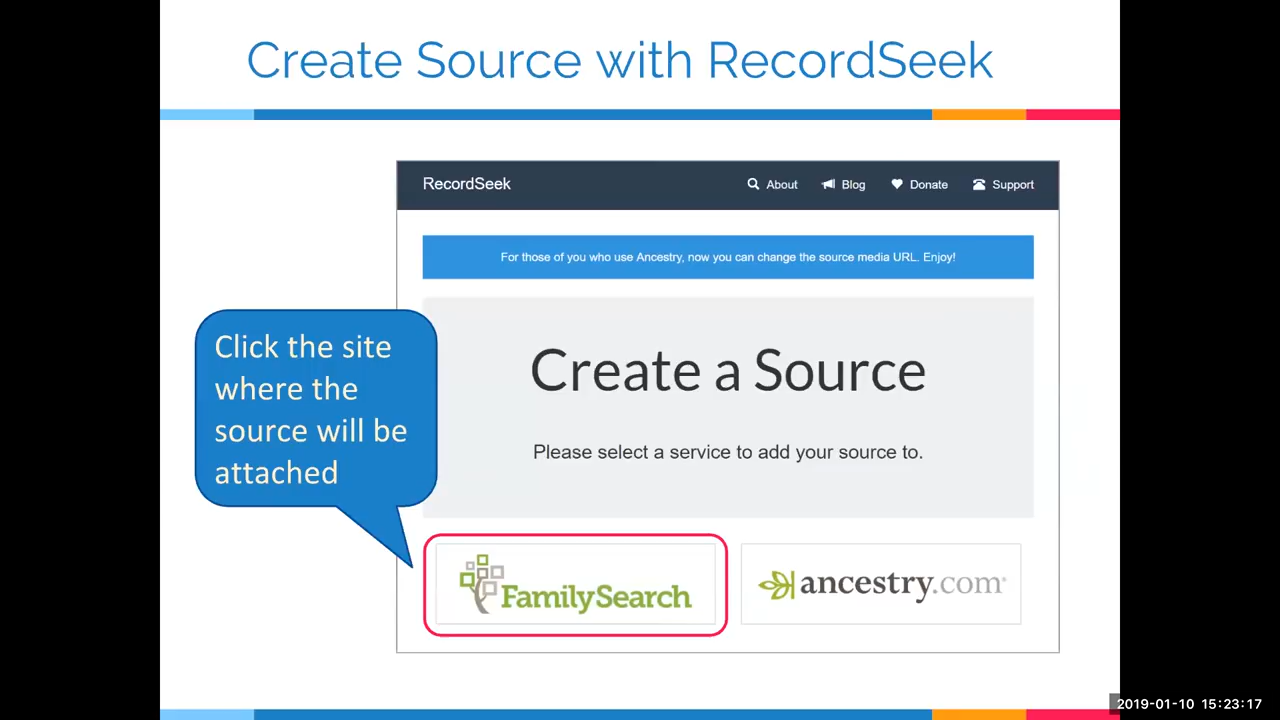 Create Source with RecordSeek
RecordSeek
About
Blog
Donate
Support
For those of you who use Ancestry, now you can change the source media URL. Enjoy!
Click the site
where the
source will be
attached
Create a Source
Please select a service to add your source to.
FamilySearch
ancestry.com
2019-01-10 15:23:17